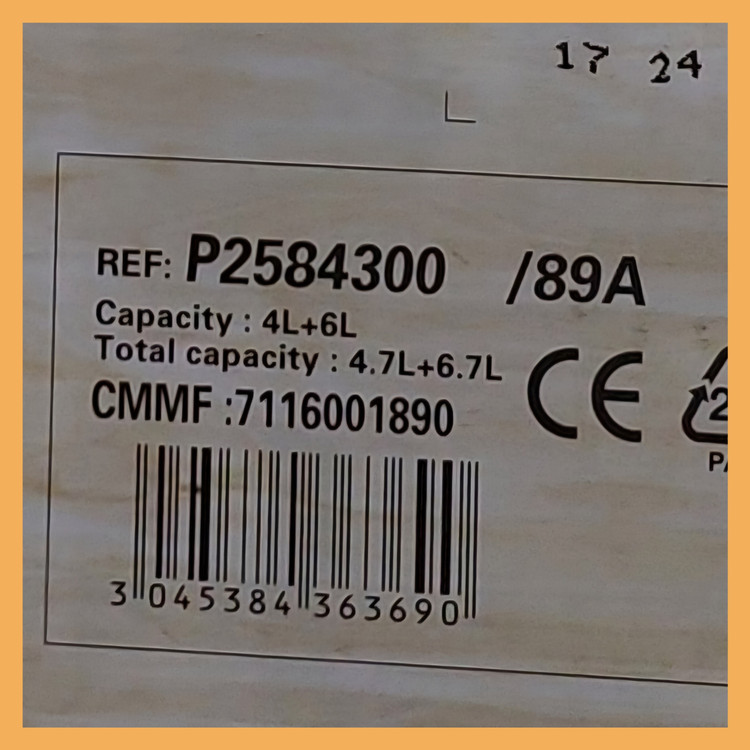 17 24
REF: P2584300 /89A
Capacity : 4L+6L
Total capacity : 4.7L+6.7L
CMMF :7116001890
CE
3 045384 363690